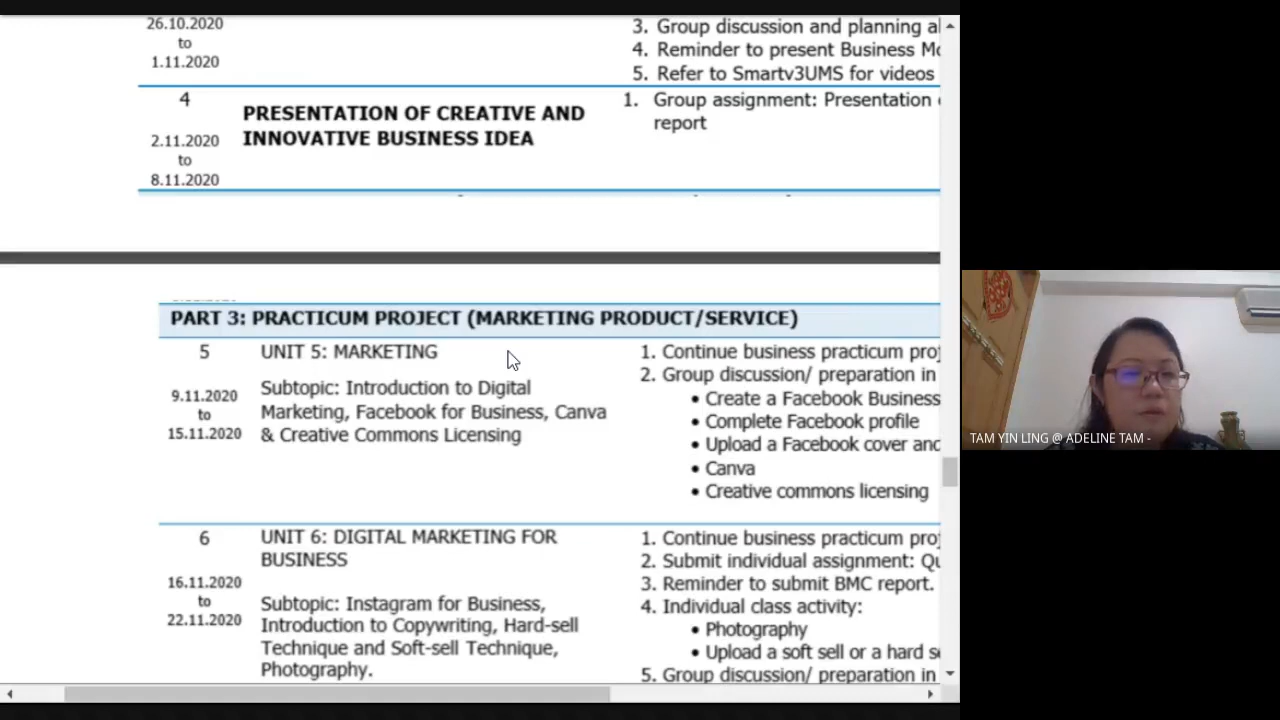 26.10.2020
to
1.11.2020
3. Group discussion and planning
4. Reminder to present Business
5. Refer to Smartv3UMS for videos
4
2.11.2020
to
8.11.2020
PRESENTATION OF CREATIVE AND
INNOVATIVE BUSINESS IDEA
1. Group assignment: Presentation
report
PART 3: PRACTICUM PROJECT (MARKETING PRODUCT/SERVICE)
5
9.11.2020
to
15.11.2020
UNIT 5: MARKETING
Subtopic: Introduction to Digital
Marketing, Facebook for Business, Canva
& Creative Commons Licensing
1. Continue business practicum
2. Group discussion/ preparation in
• Create a Facebook Business
• Complete Facebook profile
• Upload a Facebook cover and
• Canva
• Creative commons licensing
6
16.11.2020
to
22.11.2020
UNIT 6: DIGITAL MARKETING FOR
BUSINESS
Subtopic: Instagram for Business,
Introduction to Copywriting, Hard-sell
Technique and Soft-sell Technique,
Photography.
1. Continue business practicum
2. Submit individual assignment:
3. Reminder to submit BMC report.
4. Individual class activity:
• Photography
• Upload a soft sell or a hard
5. Group discussion/ preparation in
TAM YIN LING @ ADELINE TAM -